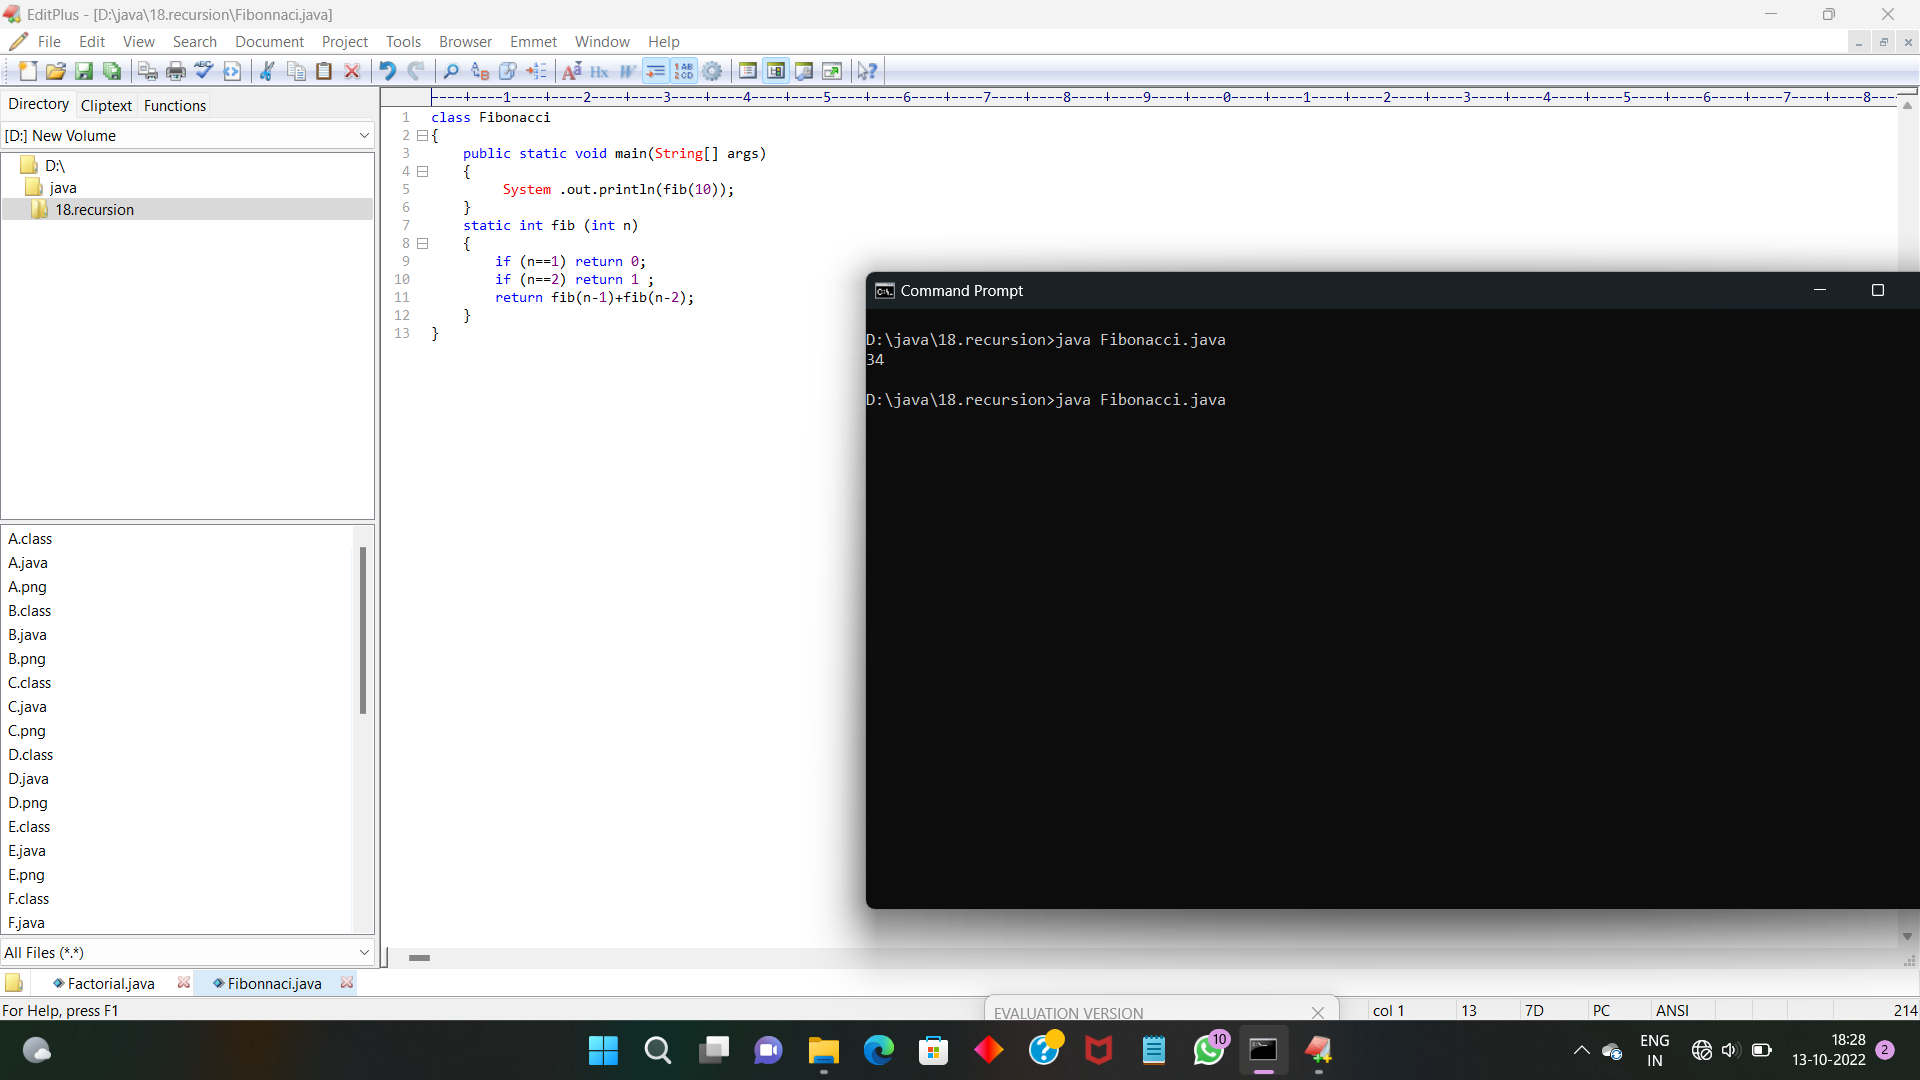 EditPlus - [D:\java\18.recursion\Fibonnaci.java]
File Edit View Search Document Project Tools Browser Emmet Window Help
Directory Cliptext Functions
[D:] New Volume
D:\
java
18.recursion
A.class
A.java
A.png
B.class
B.java
B.png
C.class
C.java
C.png
D.class
D.java
D.png
E.class
E.java
E.png
F.class
F.java
All Files (*.*)
----+----1----+----2----+----3----+----4----+----5----+----6----+----7----+----8----+----9----+----0----+----1----+----2----+----3----+----4----+----5----+----6----+----7----+----8---
1 class Fibonacci
2 {
3 public static void main(String[] args)
4 {
5 System .out.println(fib(10));
6 }
7 static int fib (int n)
8 {
9 if (n==1) return 0;
10 if (n==2) return 1 ;
11 return fib(n-1)+fib(n-2);
12 }
13 }
Command Prompt
D:\java\18.recursion>java Fibonacci.java
34
D:\java\18.recursion>java Fibonacci.java
Factorial.java Fibonnaci.java
For Help, press F1
EVALUATION VERSION
col 1 13 7D PC ANSI 214
10
ENG
IN
18:28
13-10-2022
2